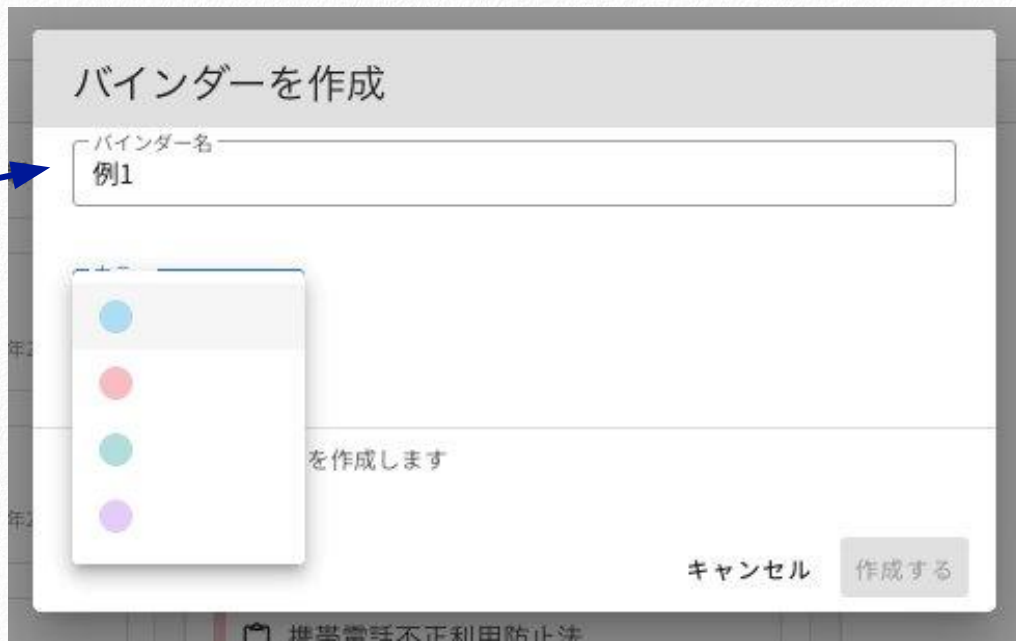 バインダーを作成
バインダー名
例1
を作成します
キャンセル
作成する
携帯電話不正利用防止法